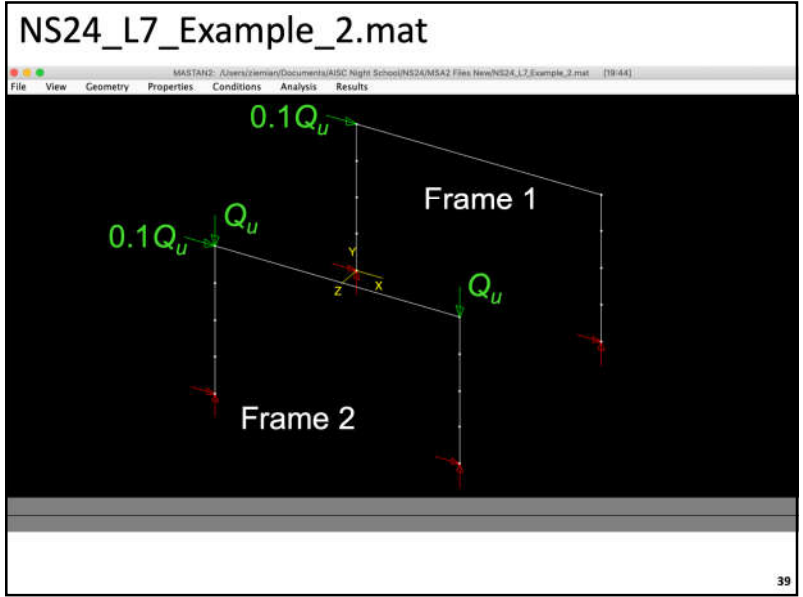 NS24_L7_Example_2.mat
MASTAN2: /Users/ziemian/Documents/AISC Night School/NS24/MSA2 Files New/NS24_L7_Example_2.mat [19:44]
File View Geometry Properties Conditions Analysis Results
0.1Qu
Frame 1
Qu
0.1Qu
Y
Z
X
Qu
Frame 2
39